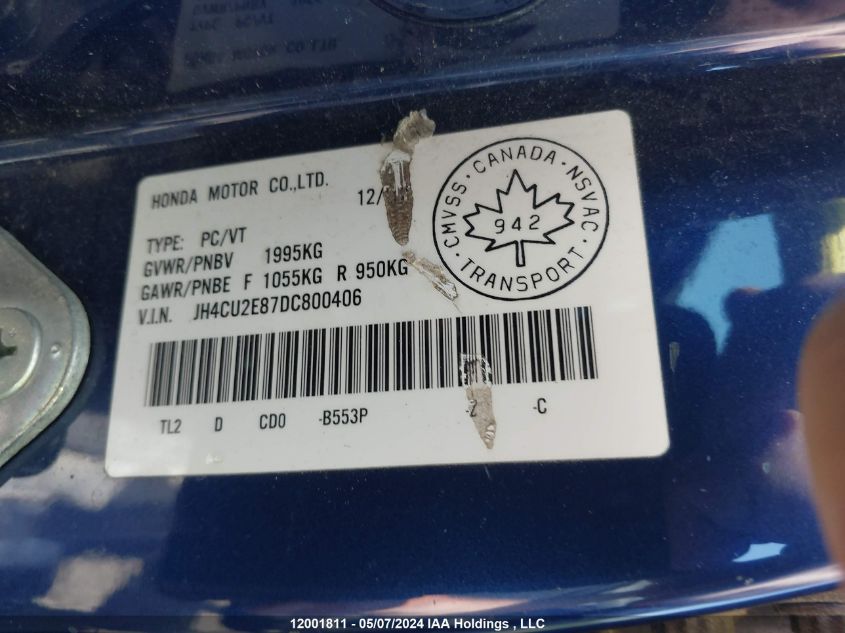 HONDA MOTOR CO.,LTD.
12/
TYPE: PC/VT
GVWR/PNBV 1995KG
GAWR/PNBE F 1055KG R 950KG
V.I.N. JH4CU2E87DC800406
CMVSS · CANADA · NSVAC
942
· TRANSPORT ·
TL2 D CD0 -B553P -Z -C
12001811 - 05/07/2024 IAA Holdings , LLC